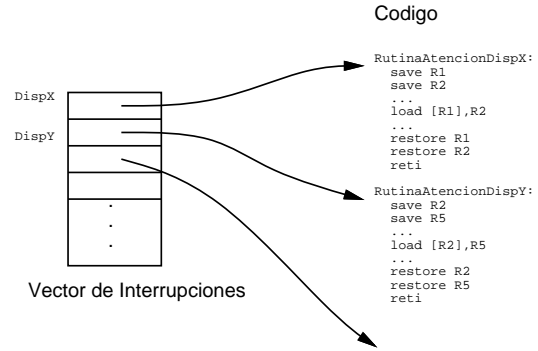 Codigo
DispX
DispY
Vector de Interrupciones
RutinaAtencionDispX:
save R1
save R2
...
load [R1],R2
...
restore R1
restore R2
reti
RutinaAtencionDispY:
save R2
save R5
...
load [R2],R5
...
restore R2
restore R5
reti